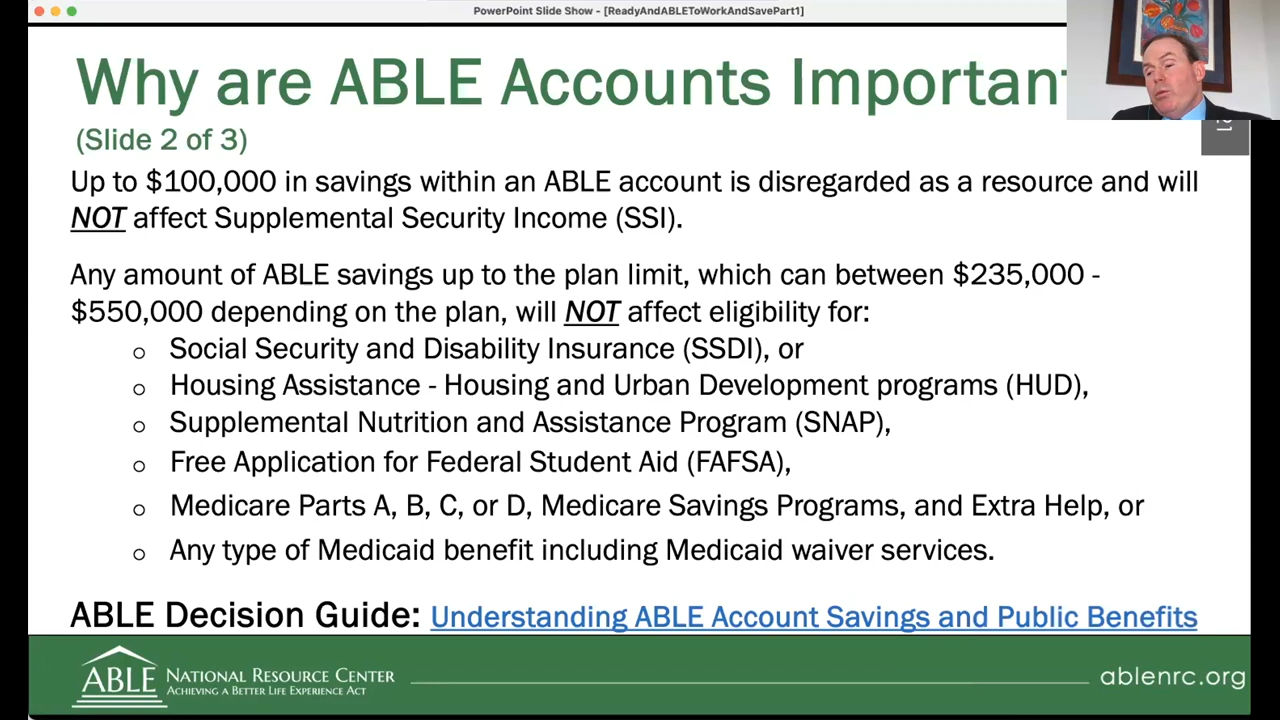 PowerPoint Slide Show - [ReadyAndABLEToWorkAndSavePart1]
Why are ABLE Accounts Important
(Slide 2 of 3)
Up to $100,000 in savings within an ABLE account is disregarded as a resource and will
NOT affect Supplemental Security Income (SSI).
Any amount of ABLE savings up to the plan limit, which can between $235,000 -
$550,000 depending on the plan, will NOT affect eligibility for:
o Social Security and Disability Insurance (SSDI), or
o Housing Assistance - Housing and Urban Development programs (HUD),
o Supplemental Nutrition and Assistance Program (SNAP),
o Free Application for Federal Student Aid (FAFSA),
o Medicare Parts A, B, C, or D, Medicare Savings Programs, and Extra Help, or
o Any type of Medicaid benefit including Medicaid waiver services.
ABLE Decision Guide: Understanding ABLE Account Savings and Public Benefits
ABLE NATIONAL RESOURCE CENTER
ACHIEVING A BETTER LIFE EXPERIENCE ACT
ablenrc.org